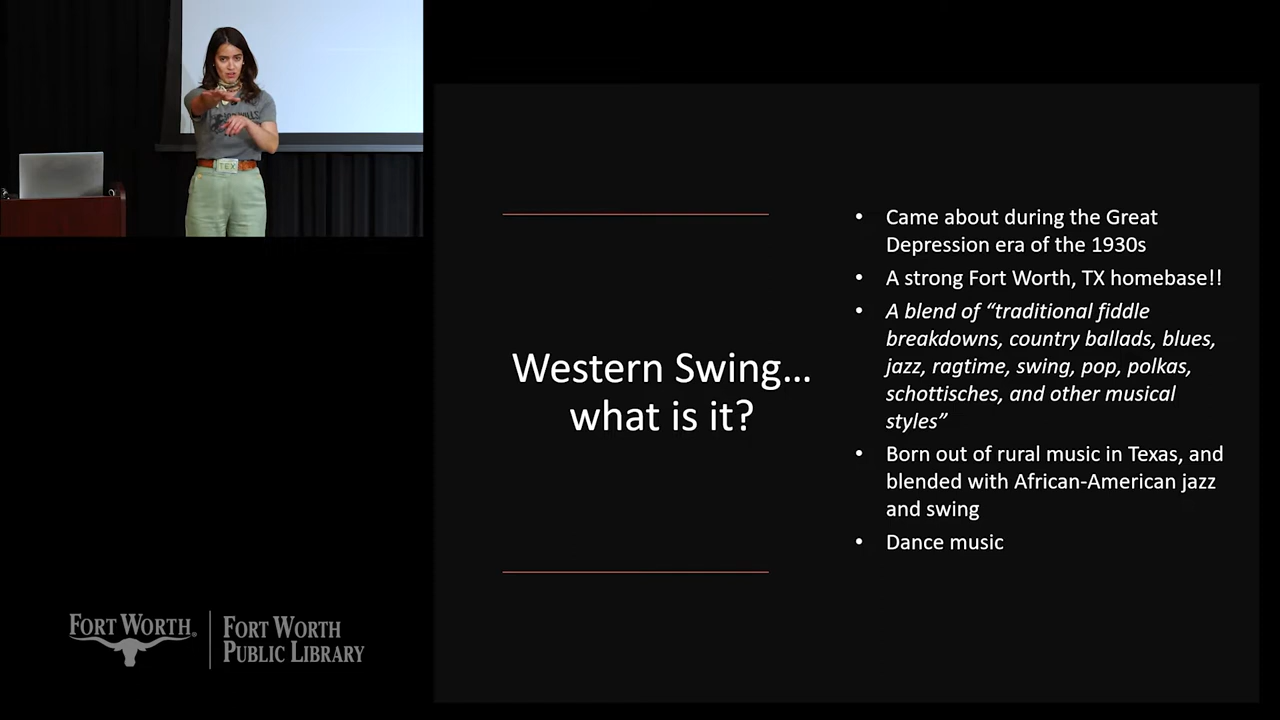 TEX
Western Swing...
what is it?
• Came about during the Great
Depression era of the 1930s
• A strong Fort Worth, TX homebase!!
• A blend of “traditional fiddle
breakdowns, country ballads, blues,
jazz, ragtime, swing, pop, polkas,
schottisches, and other musical
styles”
• Born out of rural music in Texas, and
blended with African-American jazz
and swing
• Dance music
FORT WORTH®
FORT WORTH
PUBLIC LIBRARY